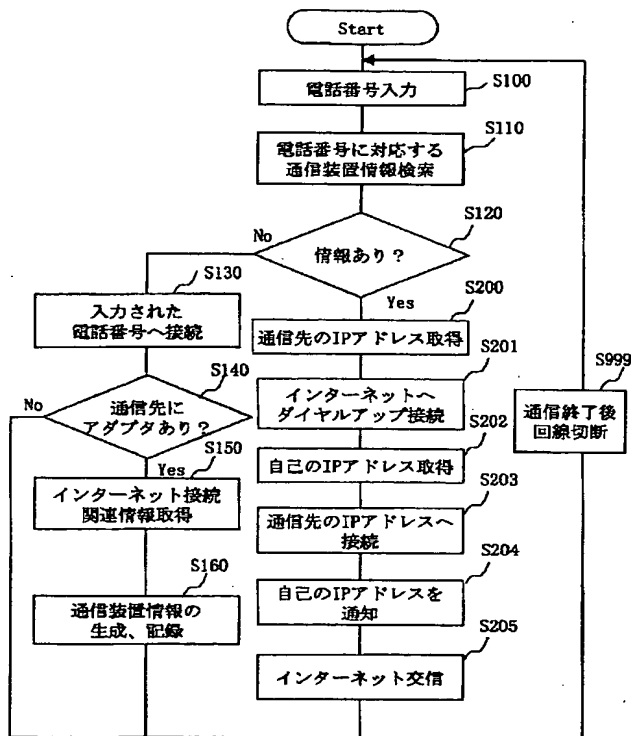 Start
電話番号入力
S100
電話番号に対応する
通信装置情報検索
S110
情報あり？
S120
No
Yes
S130
入力された
電話番号へ接続
S140
通信先に
アダプタあり？
No
Yes
S150
インターネット接続
関連情報取得
S160
通信装置情報の
生成、記録
S200
通信先のIPアドレス取得
S201
インターネットへ
ダイヤルアップ接続
S202
自己のIPアドレス取得
S203
通信先のIPアドレスへ
接続
S204
自己のIPアドレスを
通知
S205
インターネット交信
S999
通信終了後
回線切断